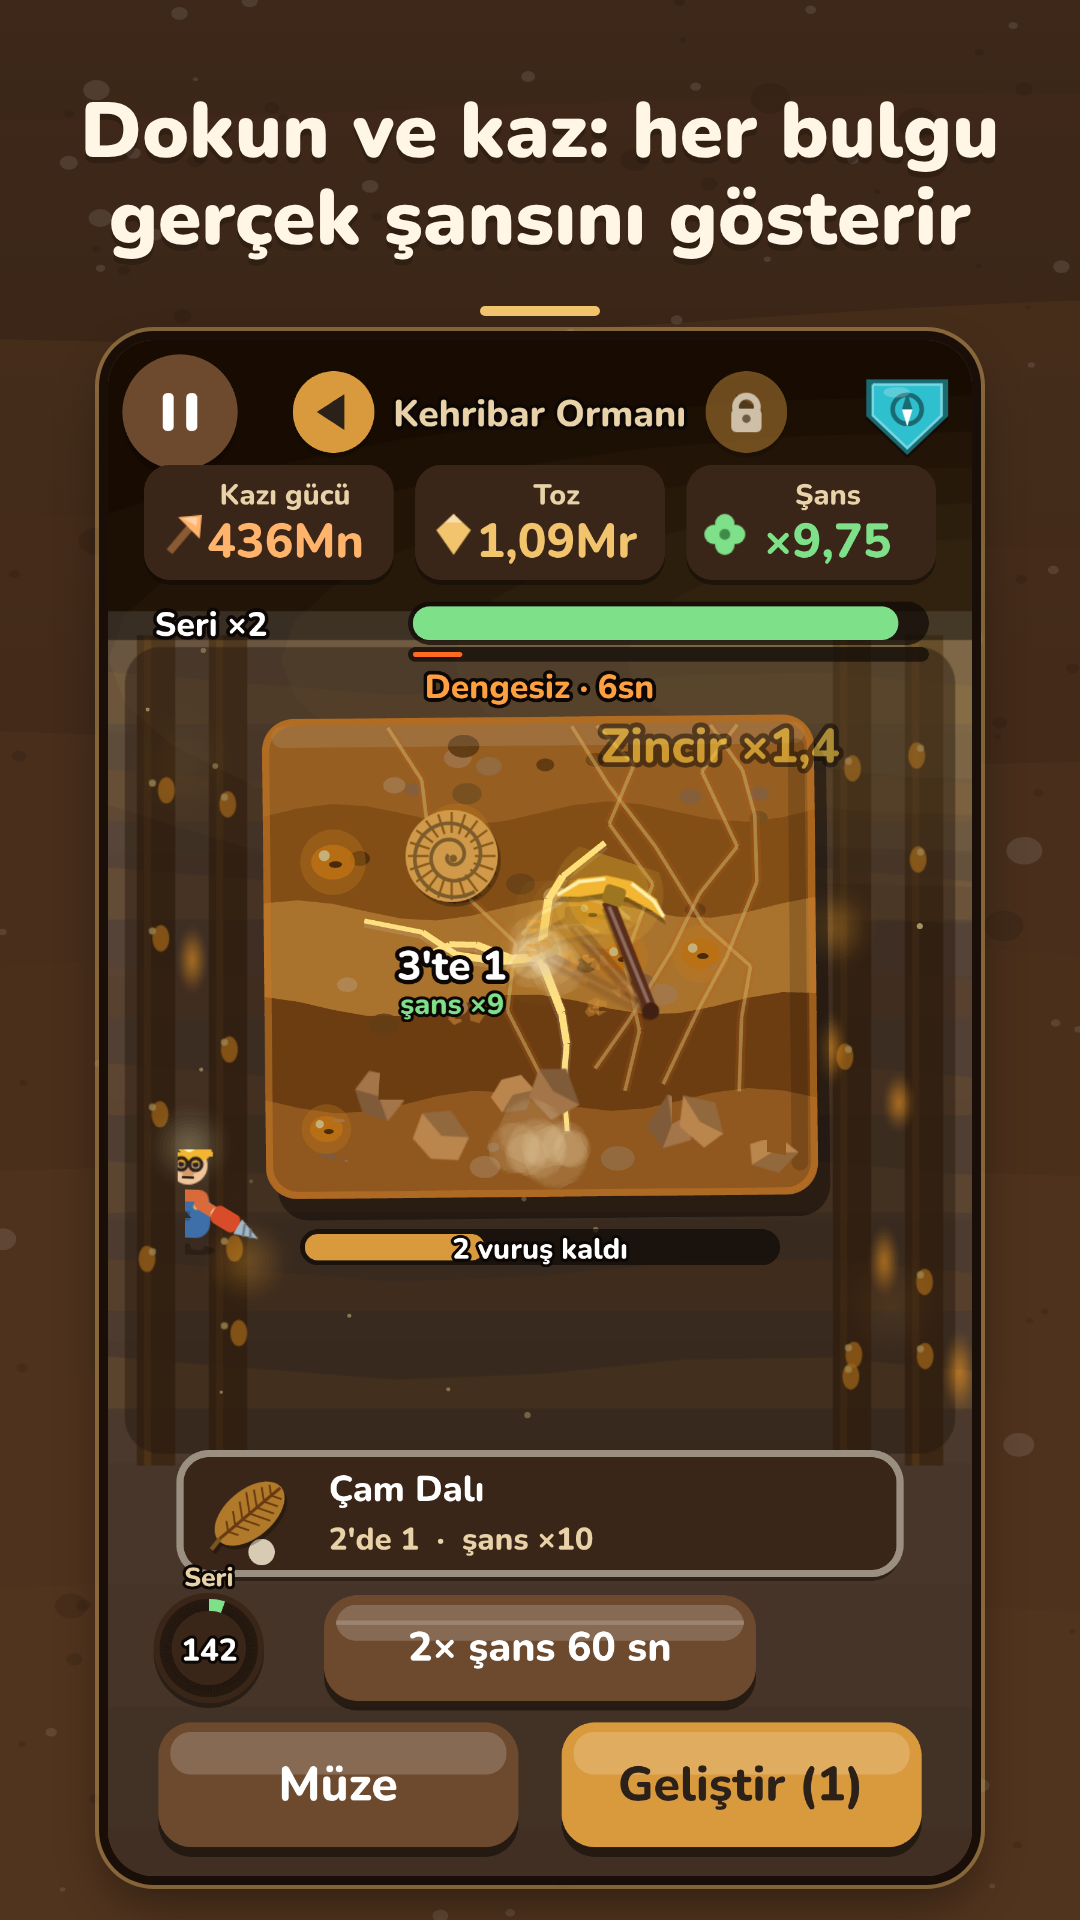 Dokun ve kaz: her bulgu
gerçek şansını gösterir
Kehribar Ormanı
Kazı gücü
436Mn
Toz
1,09Mr
Şans
×9,75
Seri ×2
Dengesiz · 6sn
Zincir ×1,4
3'te 1
şans ×9
2 vuruş kaldı
Çam Dalı
2'de 1 · şans ×10
Seri
142
2× şans 60 sn
Müze
Geliştir (1)